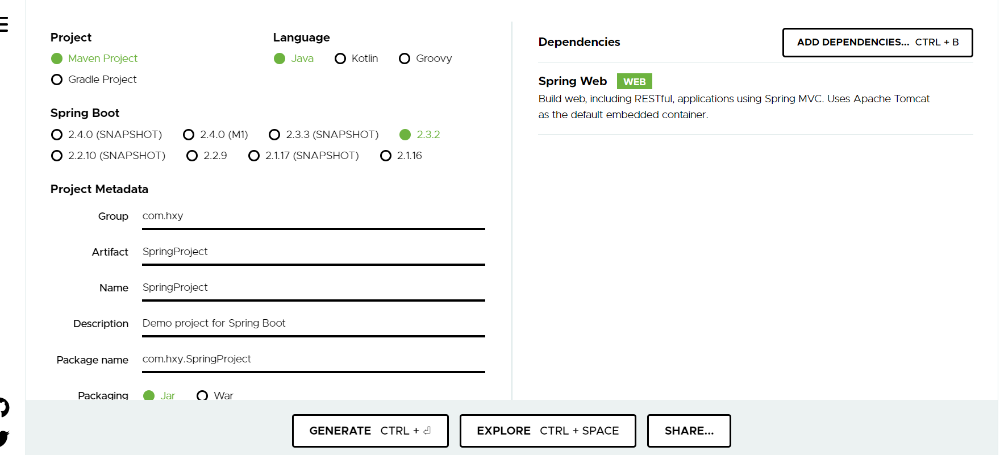 Project
Maven Project
Gradle Project
Language
Java Kotlin Groovy
Spring Boot
2.4.0 (SNAPSHOT) 2.4.0 (M1) 2.3.3 (SNAPSHOT) 2.3.2
2.2.10 (SNAPSHOT) 2.2.9 2.1.17 (SNAPSHOT) 2.1.16
Project Metadata
Group com.hxy
Artifact SpringProject
Name SpringProject
Description Demo project for Spring Boot
Package name com.hxy.SpringProject
Packaging Jar War
Dependencies
ADD DEPENDENCIES... CTRL + B
Spring Web WEB
Build web, including RESTful, applications using Spring MVC. Uses Apache Tomcat
as the default embedded container.
GENERATE CTRL + ⏎
EXPLORE CTRL + SPACE
SHARE...